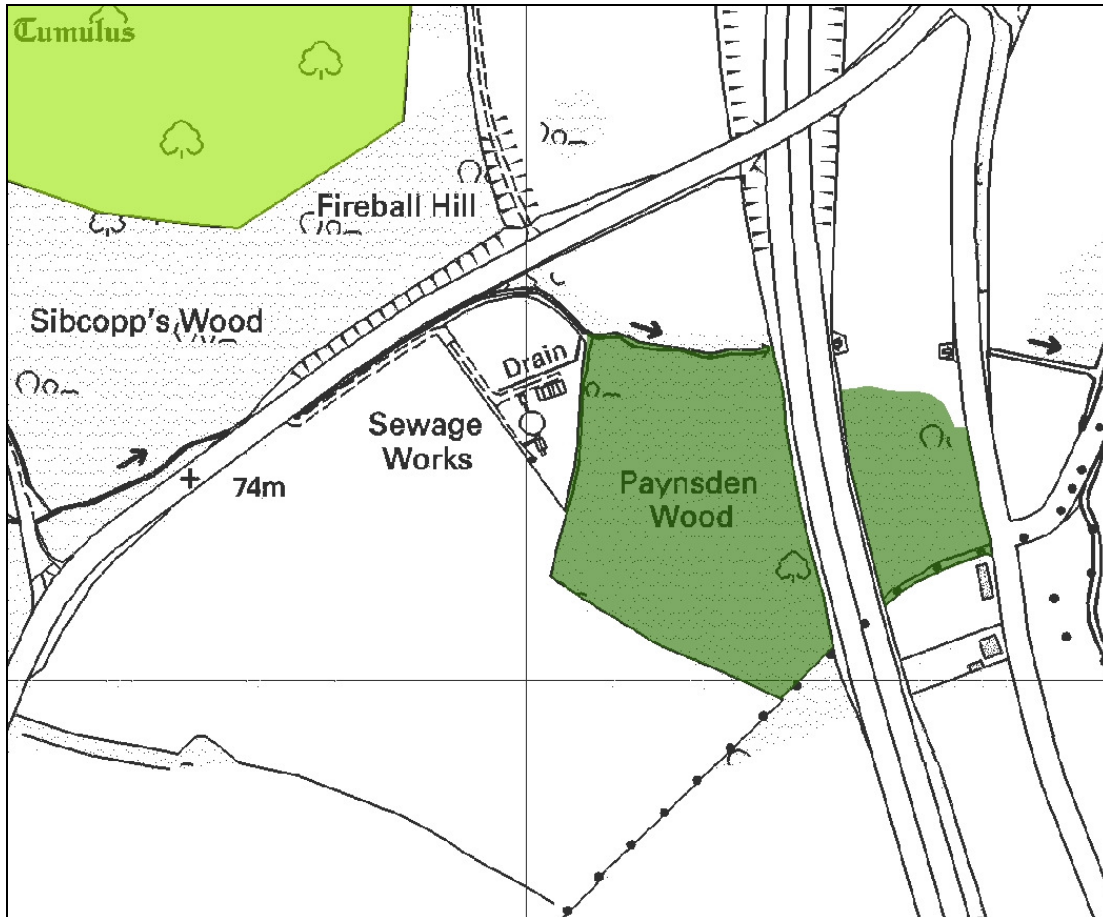 Tumulus
Fireball Hill
Sibcopp's Wood
Drain
Sewage
Works
74m
Paynsden
Wood